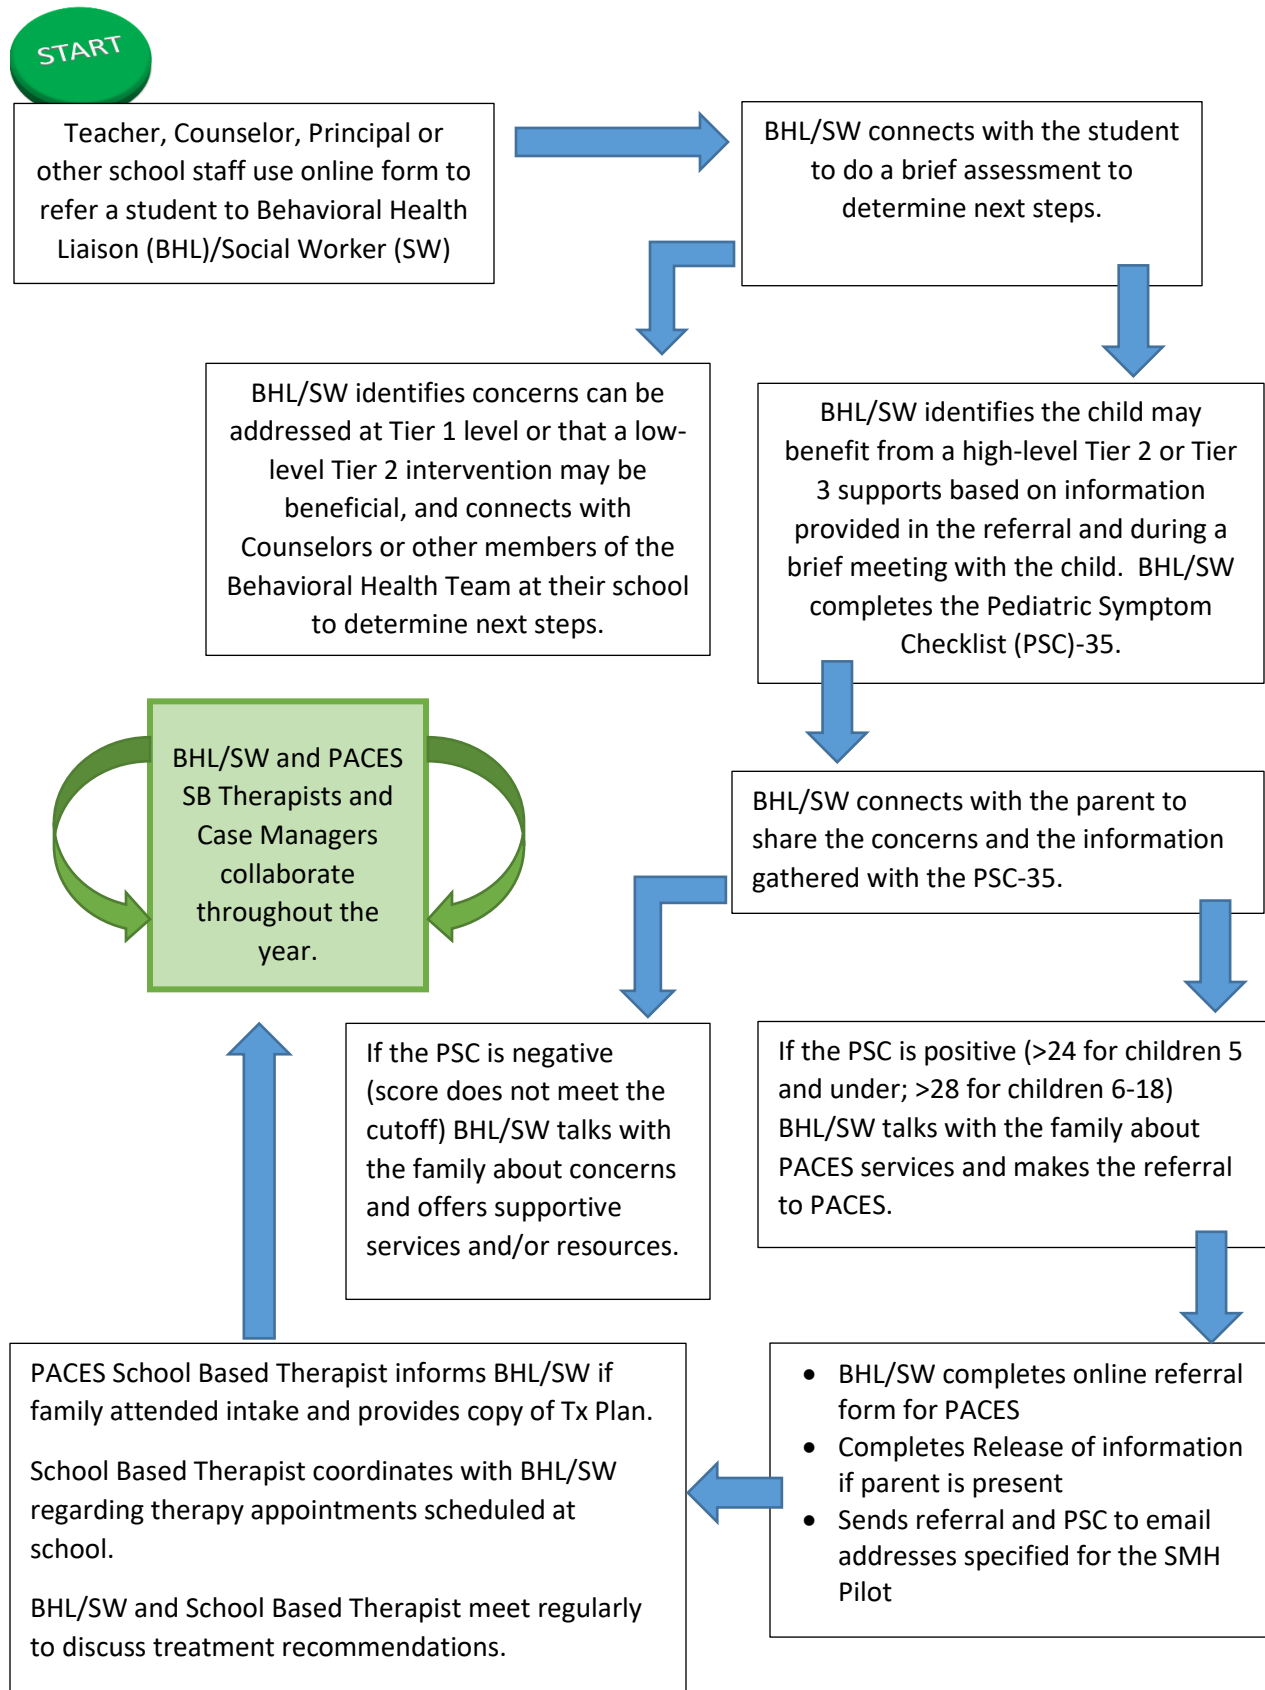 START
Teacher, Counselor, Principal or
other school staff use online form to
refer a student to Behavioral Health
Liaison (BHL)/Social Worker (SW)
BHL/SW connects with the student
to do a brief assessment to
determine next steps.
BHL/SW identifies concerns can be
addressed at Tier 1 level or that a low-
level Tier 2 intervention may be
beneficial, and connects with
Counselors or other members of the
Behavioral Health Team at their school
to determine next steps.
BHL/SW identifies the child may
benefit from a high-level Tier 2 or Tier
3 supports based on information
provided in the referral and during a
brief meeting with the child.  BHL/SW
completes the Pediatric Symptom
Checklist (PSC)-35.
BHL/SW and PACES
SB Therapists and
Case Managers
collaborate
throughout the
year.
BHL/SW connects with the parent to
share the concerns and the information
gathered with the PSC-35.
If the PSC is negative
(score does not meet the
cutoff) BHL/SW talks with
the family about concerns
and offers supportive
services and/or resources.
If the PSC is positive (>24 for children 5
and under; >28 for children 6-18)
BHL/SW talks with the family about
PACES services and makes the referral
to PACES.
PACES School Based Therapist informs BHL/SW if
family attended intake and provides copy of Tx Plan.
School Based Therapist coordinates with BHL/SW
regarding therapy appointments scheduled at
school.
BHL/SW and School Based Therapist meet regularly
to discuss treatment recommendations.
• BHL/SW completes online referral
form for PACES
• Completes Release of information
if parent is present
• Sends referral and PSC to email
addresses specified for the SMH
Pilot